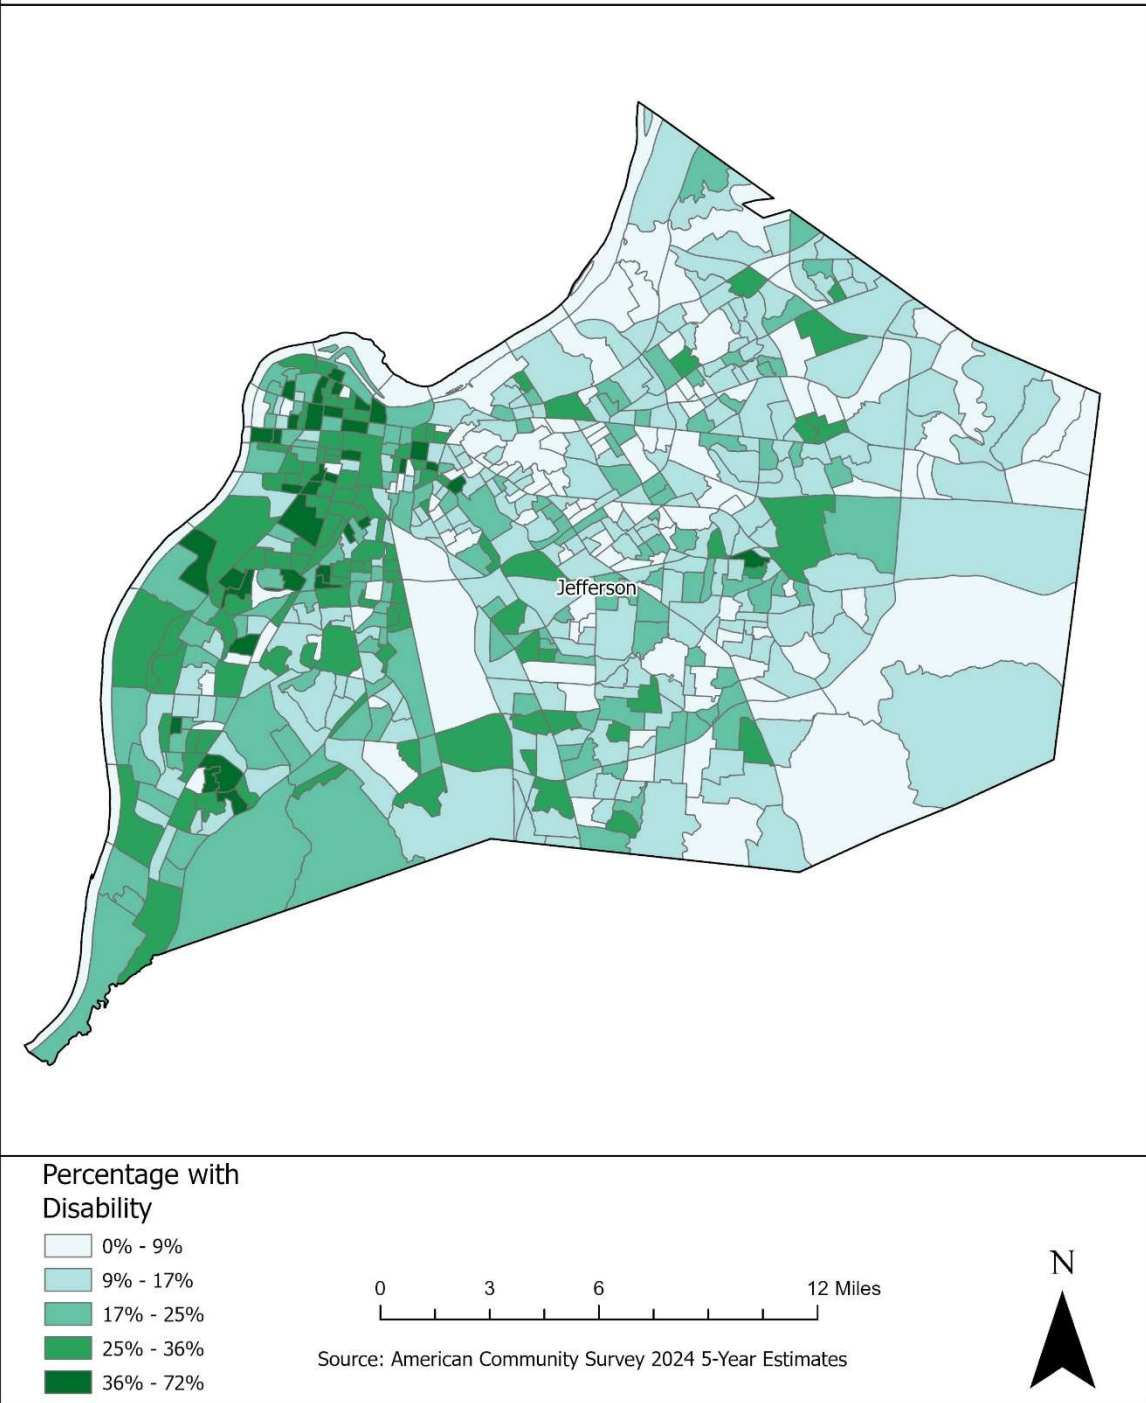 Jefferson
Percentage with
Disability
0% - 9%
9% - 17%
17% - 25%
25% - 36%
36% - 72%
0 3 6 12 Miles
Source: American Community Survey 2024 5-Year Estimates
N